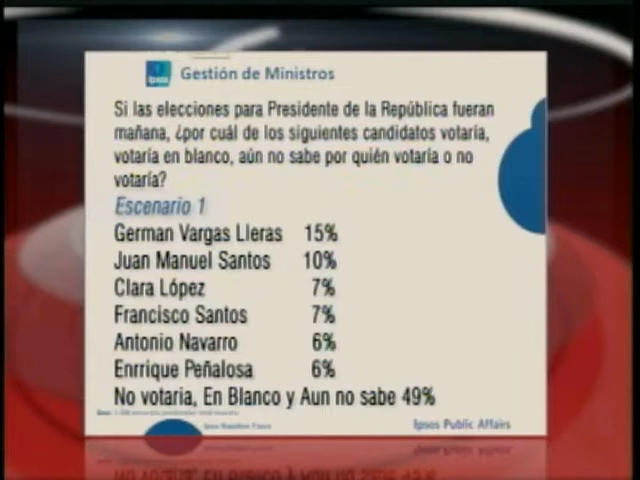 Ipsos Gestión de Ministros
Si las elecciones para Presidente de la República fueran
mañana, ¿por cuál de los siguientes candidatos votaría,
votaría en blanco, aún no sabe por quién votaría o no
votaría?
Escenario 1
German Vargas Lleras 15%
Juan Manuel Santos 10%
Clara López 7%
Francisco Santos 7%
Antonio Navarro 6%
Enrrique Peñalosa 6%
No votaria, En Blanco y Aun no sabe 49%
Ipsos Public Affairs